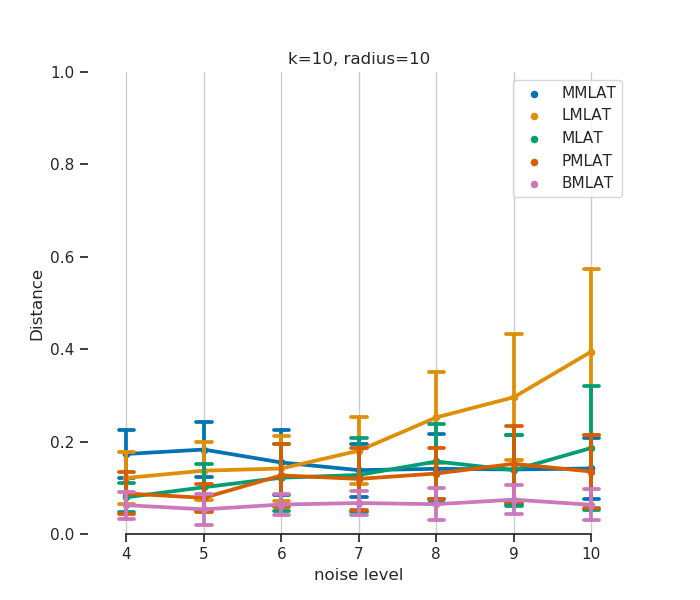 k=10, radius=10
1.0
0.8
0.6
0.4
0.2
0.0
Distance
MMLAT
LMLAT
MLAT
PMLAT
BMLAT
4 5 6 7 8 9 10
noise level